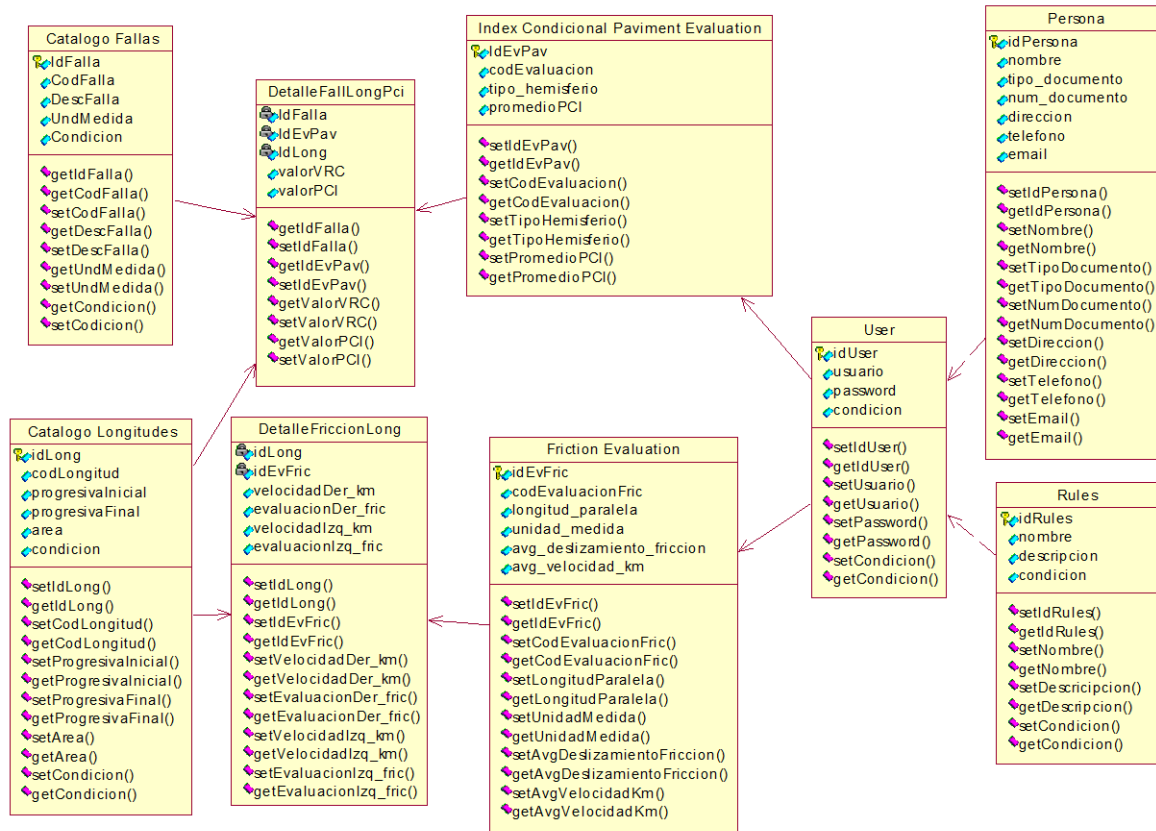 Catalogo Fallas
IdFalla
CodFalla
DescFalla
UndMedida
Condicion
getIdFalla()
getCodFalla()
setCodFalla()
getDescFalla()
setDescFalla()
getUndMedida()
setUndMedida()
getCondicion()
setCodicion()
DetalleFallLongPci
IdFalla
IdEvPav
IdLong
valorVRC
valorPCI
getIdFalla()
setIdFalla()
getIdEvPav()
setIdEvPav()
getValorVRC()
setValorVRC()
getValorPCI()
setValorPCI()
Index Condicional Paviment Evaluation
IdEvPav
codEvaluacion
tipo_hemisferio
promedioPCI
setIdEvPav()
getIdEvPav()
setCodEvaluacion()
getCodEvaluacion()
setTipoHemisferio()
getTipoHemisferio()
setPromedioPCI()
getPromedioPCI()
Persona
idPersona
nombre
tipo_documento
num_documento
direccion
telefono
email
setIdPersona()
getIdPersona()
setNombre()
getNombre()
setTipoDocumento()
getTipoDocumento()
setNumDocumento()
getNumDocumento()
setDireccion()
getDireccion()
setTelefono()
getTelefono()
setEmail()
getEmail()
User
idUser
usuario
password
condicion
setIdUser()
getIdUser()
setUsuario()
getUsuario()
setPassword()
getPassword()
setCondicion()
getCondicion()
Catalogo Longitudes
idLong
codLongitud
progresivaInicial
progresivaFinal
area
condicion
setIdLong()
getIdLong()
setCodLongitud()
getCodLongitud()
setProgresivaInicial()
getProgresivaInicial()
setProgresivaFinal()
getProgresivaFinal()
setArea()
getArea()
setCondicion()
getCondicion()
DetalleFriccionLong
idLong
idEvFric
velocidadDer_km
evaluacionDer_fric
velocidadIzq_km
evaluacionIzq_fric
setIdLong()
getIdLong()
setIdEvFric()
getIdEvFric()
setVelocidadDer_km()
getVelocidadDer_km()
setEvaluacionDer_fric()
getEvaluacionDer_fric()
setVelocidadIzq_km()
getVelocidadIzq_km()
setEvaluacionIzq_fric()
getEvaluacionIzq_fric()
Friction Evaluation
idEvFric
codEvaluacionFric
longitud_paralela
unidad_medida
avg_deslizamiento_friccion
avg_velocidad_km
setIdEvFric()
getIdEvFric()
setCodEvaluacionFric()
getCodEvaluacionFric()
setLongitudParalela()
getLongitudParalela()
setUnidadMedida()
getUnidadMedida()
setAvgDeslizamientoFriccion()
getAvgDeslizamientoFriccion()
setAvgVelocidadKm()
getAvgVelocidadKm()
Rules
idRules
nombre
descripcion
condicion
setIdRules()
getIdRules()
setNombre()
getNombre()
setDescricipcion()
getDescripcion()
setCondicion()
getCondicion()